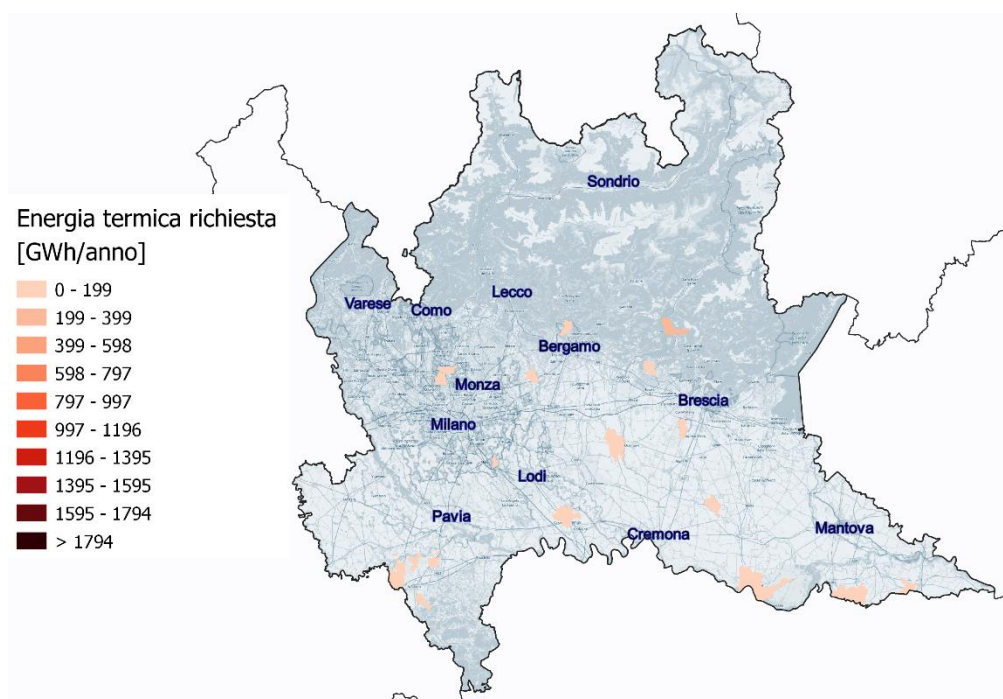 Energia termica richiesta
[GWh/anno]
0 - 199
199 - 399
399 - 598
598 - 797
797 - 997
997 - 1196
1196 - 1395
1395 - 1595
1595 - 1794
> 1794
Sondrio
Lecco
Varese
Como
Bergamo
Monza
Brescia
Milano
Lodi
Pavia
Cremona
Mantova